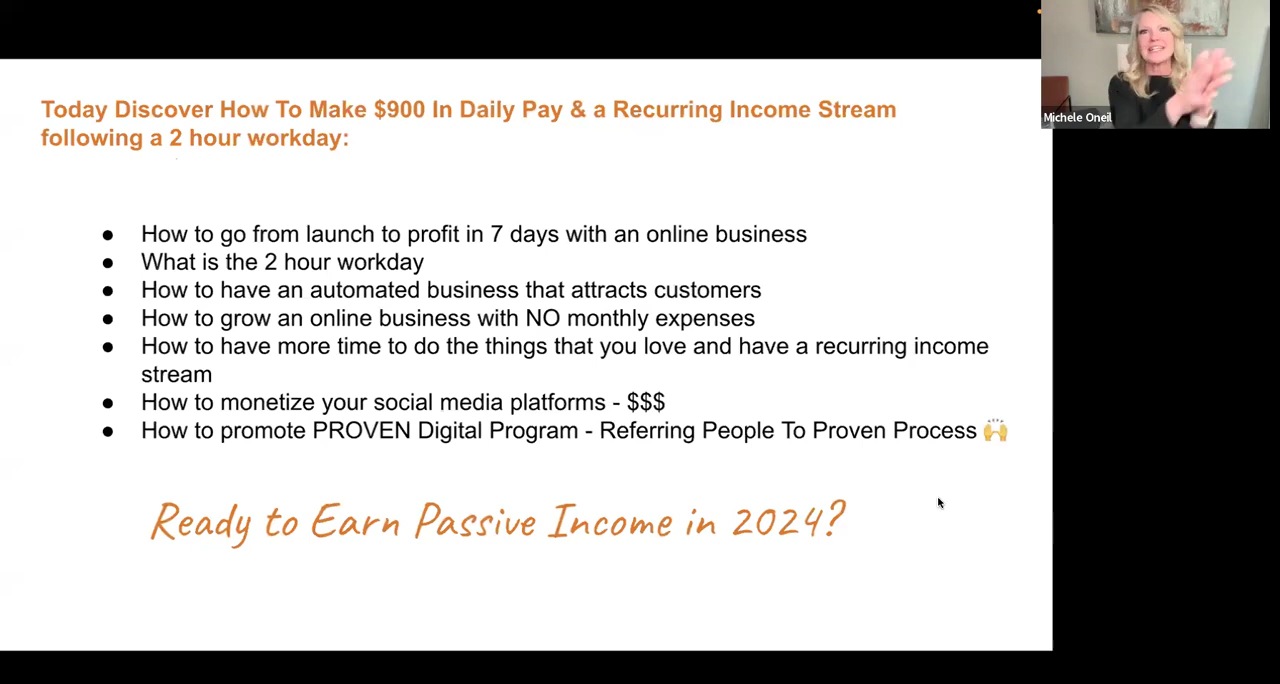 Today Discover How To Make $900 In Daily Pay & a Recurring Income Stream
following a 2 hour workday:
● How to go from launch to profit in 7 days with an online business
● What is the 2 hour workday
● How to have an automated business that attracts customers
● How to grow an online business with NO monthly expenses
● How to have more time to do the things that you love and have a recurring income
stream
● How to monetize your social media platforms - $$$
● How to promote PROVEN Digital Program - Referring People To Proven Process 🙌
Ready to Earn Passive Income in 2024?
Michele Oneil